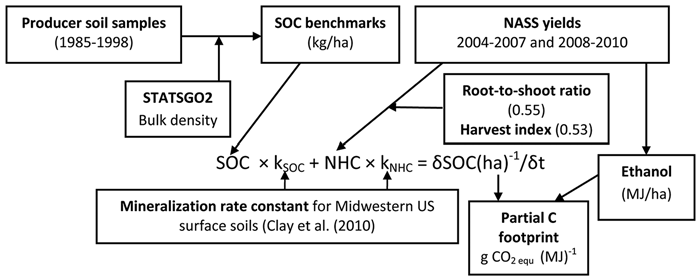 Producer soil samples
(1985-1998)
SOC benchmarks
(kg/ha)
NASS yields
2004-2007 and 2008-2010
STATSGO2
Bulk density
Root-to-shoot ratio
(0.55)
Harvest index (0.53)
SOC × kSOC + NHC × kNHC = δSOC(ha)-1/δt
Ethanol
(MJ/ha)
Mineralization rate constant for Midwestern US
surface soils (Clay et al. (2010)
Partial C
footprint
g CO2 equ (MJ)-1